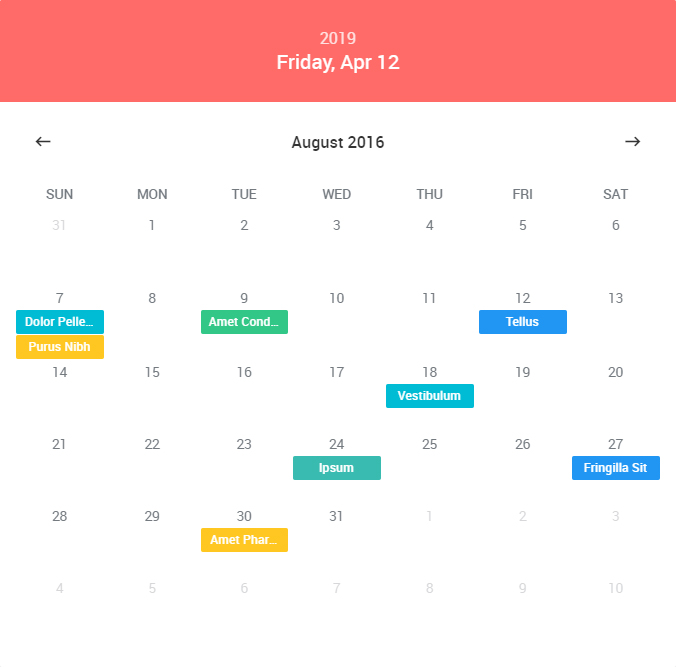 2019
Friday, Apr 12
August 2016
SUN MON TUE WED THU FRI SAT
31 1 2 3 4 5 6
7 8 9 10 11 12 13
Dolor Pelle... Amet Cond... Tellus
Purus Nibh
14 15 16 17 18 19 20
Vestibulum
21 22 23 24 25 26 27
Ipsum Fringilla Sit
28 29 30 31 1 2 3
Amet Phar...
4 5 6 7 8 9 10